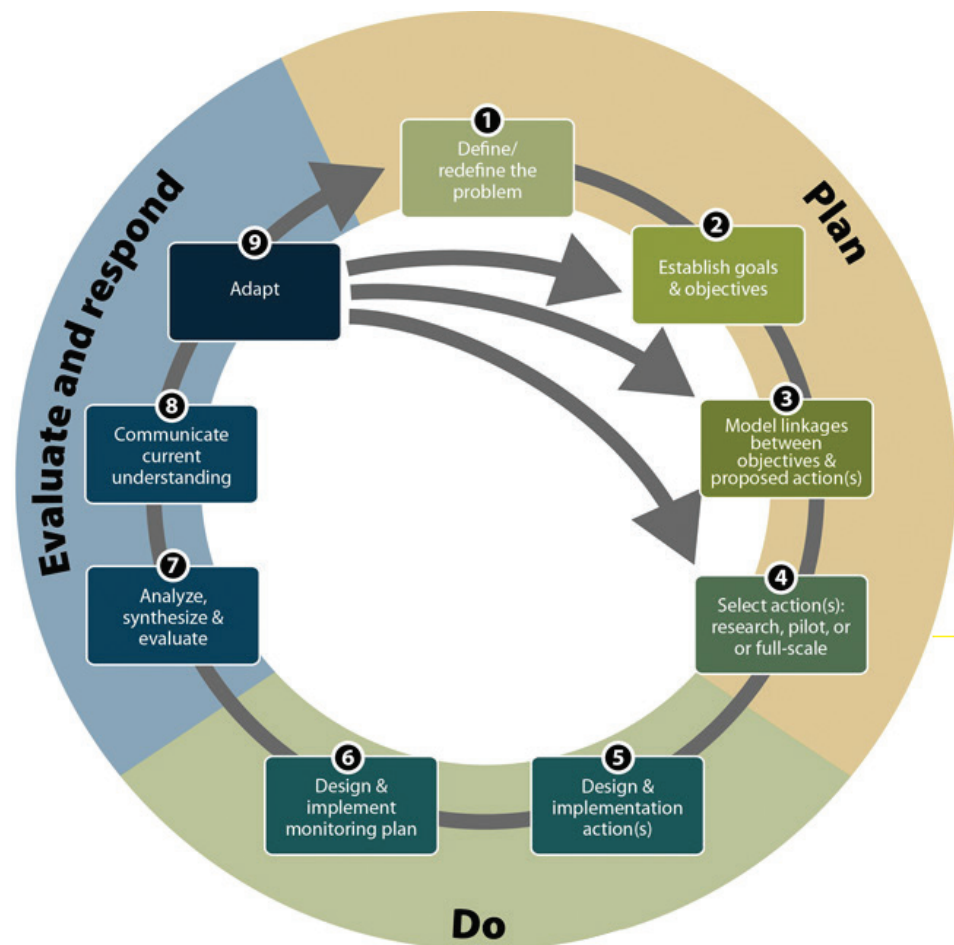 1
Define/
redefine the
problem
2
Establish goals
& objectives
3
Model linkages
between
objectives &
proposed action(s)
4
Select action(s):
research, pilot, or
or full-scale
5
Design &
implementation
action(s)
6
Design &
implement
monitoring plan
7
Analyze,
synthesize &
evaluate
8
Communicate
current
understanding
9
Adapt
Plan
Do
Evaluate and respond